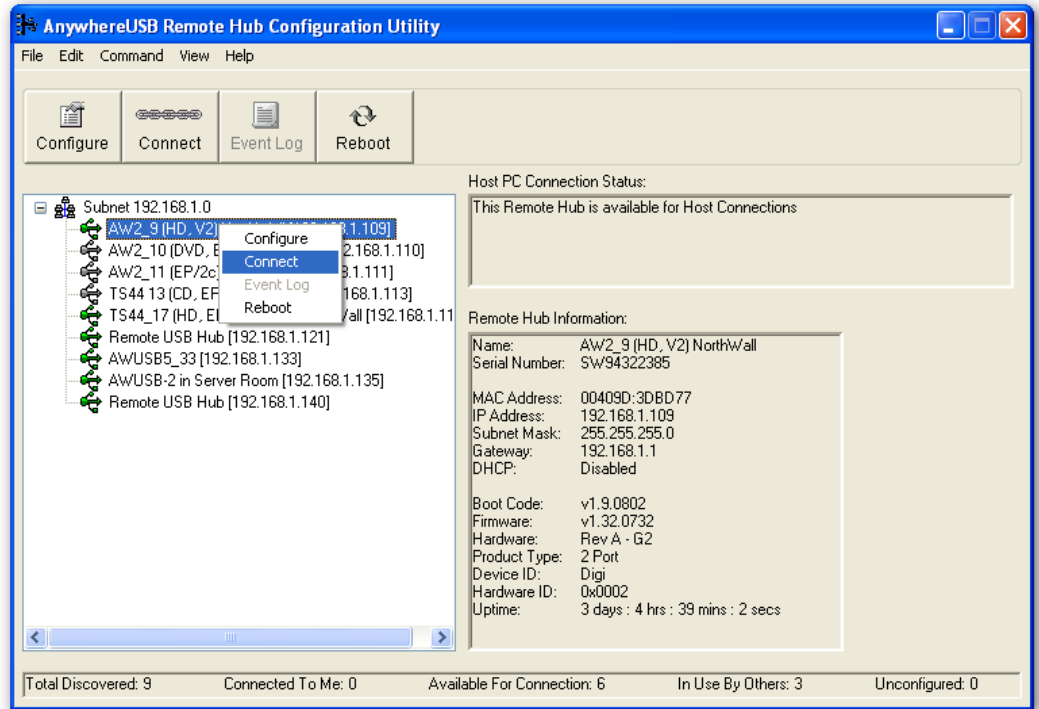 AnywhereUSB Remote Hub Configuration Utility
File Edit Command View Help
Configure Connect Event Log Reboot
Subnet 192.168.1.0
AW2_9 (HD, V2) .1.109]
AW2_10 (DVD, 2.168.1.110]
AW2_11 (EP/2c) .1.111]
TS44 13 (CD, EF 168.1.113]
TS44_17 (HD, all [192.168.1.11
Remote USB Hub [192.168.1.121]
AWUSB5_33 [192.168.1.133]
AWUSB-2 in Server Room [192.168.1.135]
Remote USB Hub [192.168.1.140]
Configure
Connect
Event Log
Reboot
Host PC Connection Status:
This Remote Hub is available for Host Connections
Remote Hub Information:
Name: AW2_9 (HD, V2) NorthWall
Serial Number: SW94322385
MAC Address: 00409D:3DBD77
IP Address: 192.168.1.109
Subnet Mask: 255.255.255.0
Gateway: 192.168.1.1
DHCP: Disabled
Boot Code: v1.9.0802
Firmware: v1.32.0732
Hardware: Rev A - G2
Product Type: 2 Port
Device ID: Digi
Hardware ID: 0x0002
Uptime: 3 days : 4 hrs : 39 mins : 2 secs
Total Discovered: 9 Connected To Me: 0 Available For Connection: 6 In Use By Others: 3 Unconfigured: 0